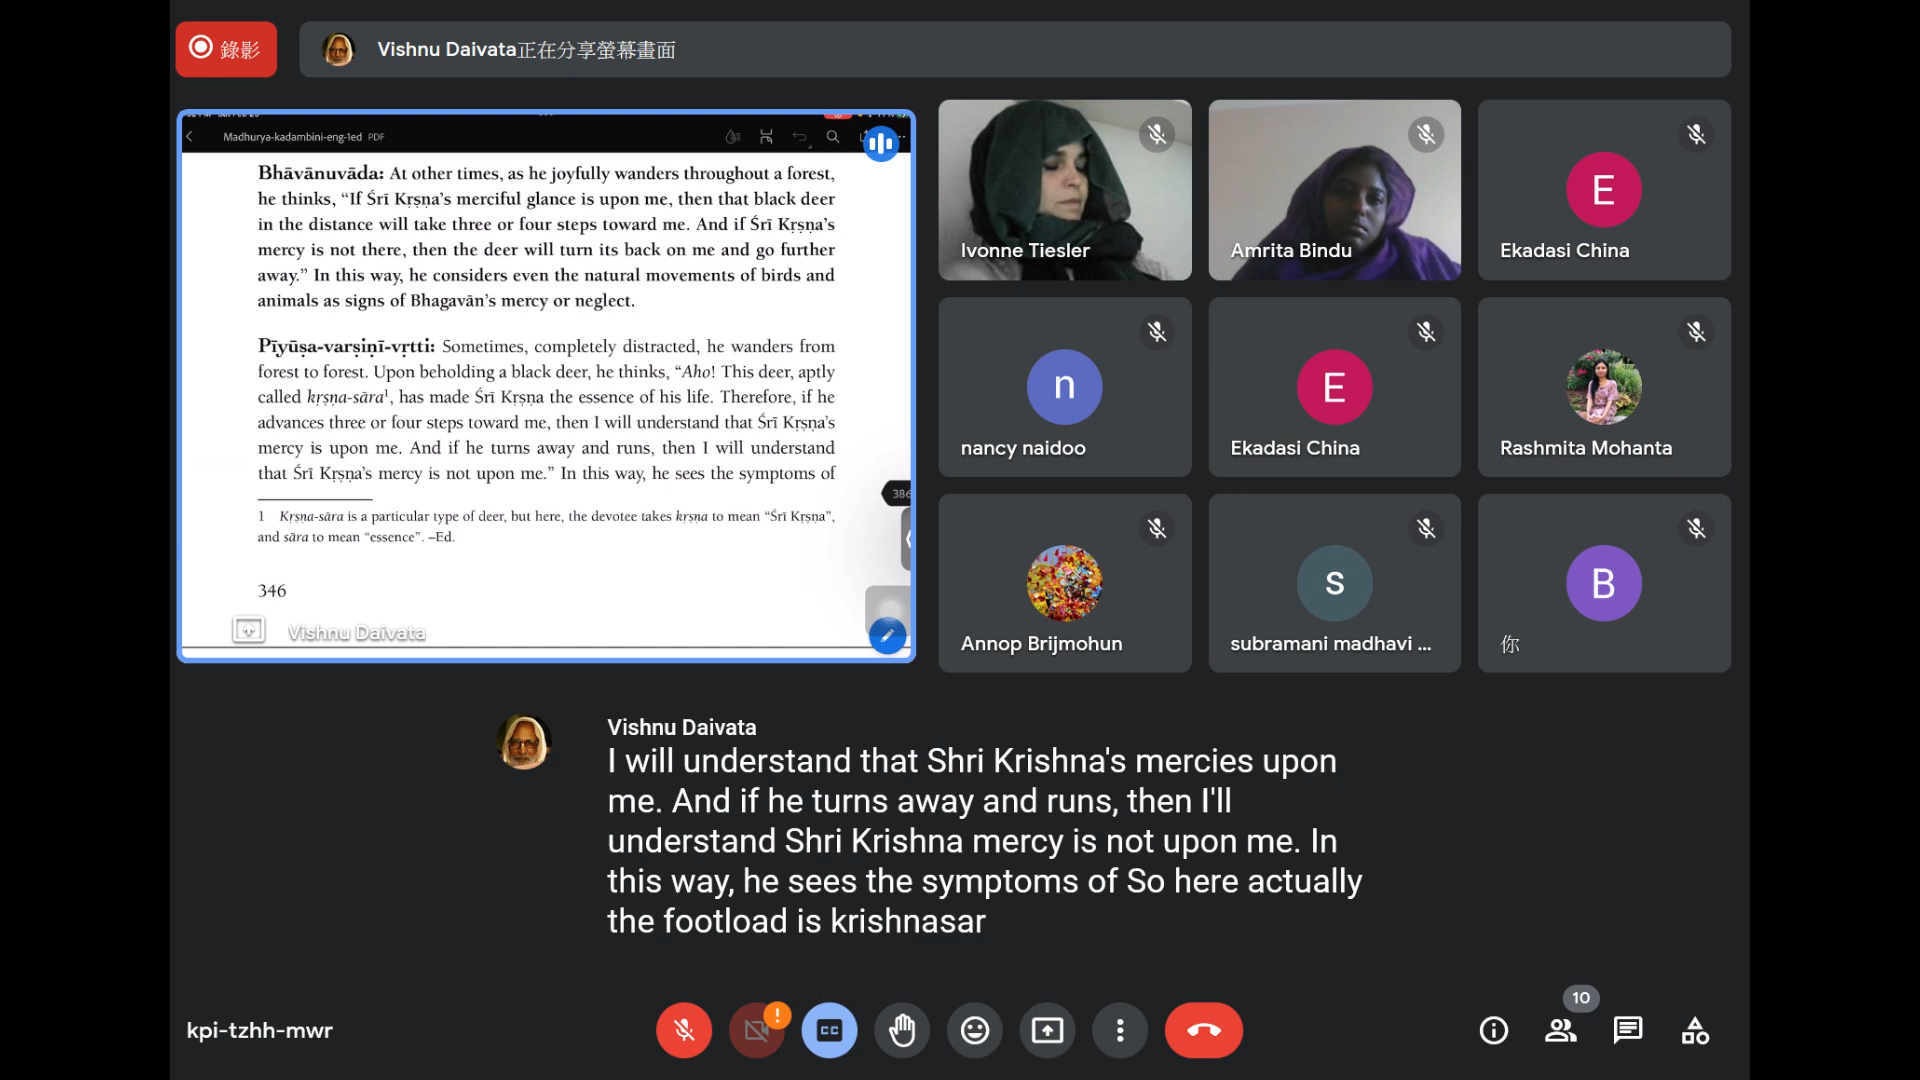 錄影
Vishnu Daivata正在分享螢幕畫面
Madhurya-kadambini-eng-1ed PDF
Bhāvānuvāda: At other times, as he joyfully wanders throughout a forest,
he thinks, “If Śrī Kṛṣṇa’s merciful glance is upon me, then that black deer
in the distance will take three or four steps toward me. And if Śrī Kṛṣṇa’s
mercy is not there, then the deer will turn its back on me and go further
away.” In this way, he considers even the natural movements of birds and
animals as signs of Bhagavān’s mercy or neglect.
Pīyūṣa-varṣiṇī-vṛtti: Sometimes, completely distracted, he wanders from
forest to forest. Upon beholding a black deer, he thinks, “Aho! This deer, aptly
called kṛṣṇa-sāra¹, has made Śrī Kṛṣṇa the essence of his life. Therefore, if he
advances three or four steps toward me, then I will understand that Śrī Kṛṣṇa’s
mercy is upon me. And if he turns away and runs, then I will understand
that Śrī Kṛṣṇa’s mercy is not upon me.” In this way, he sees the symptoms of
1 Kṛṣṇa-sāra is a particular type of deer, but here, the devotee takes kṛṣṇa to mean “Śrī Kṛṣṇa”,
and sāra to mean “essence”. –Ed.
386
346
Vishnu Daivata
Ivonne Tiesler
Amrita Bindu
E
Ekadasi China
n
nancy naidoo
E
Ekadasi China
Rashmita Mohanta
Annop Brijmohun
s
subramani madhavi ...
B
你
Vishnu Daivata
I will understand that Shri Krishna's mercies upon
me. And if he turns away and runs, then I'll
understand Shri Krishna mercy is not upon me. In
this way, he sees the symptoms of So here actually
the footload is krishnasar
kpi-tzhh-mwr
!
CC
10